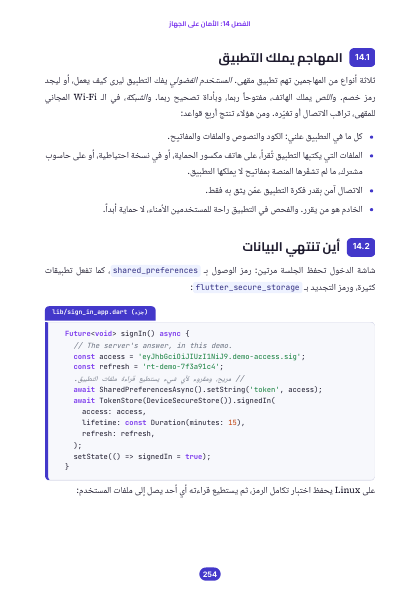 الفصل 14: الأمان على الجهاز
14.1 المهاجم يملك التطبيق
ثلاثة أنواع من المهاجمين تهم تطبيق مقهى. المستخدم الفضولي يفك التطبيق ليرى كيف يعمل، أو ليجد
رمز خصم. واللص يملك الهاتف، مفتوحاً ربما، وبأداة تصحيح ربما. والشبكة، في الـ Wi-Fi المجاني
للمقهى، تراقب الاتصال أو تغيّره. ومن هؤلاء تنتج أربع قواعد:
• كل ما في التطبيق علني: الكود والنصوص والملفات والمفاتيح.
• الملفات التي يكتبها التطبيق تُقرأ، على هاتف مكسور الحماية، أو في نسخة احتياطية، أو على حاسوب
مشترك، ما لم تشفّرها المنصة بمفاتيح لا يملكها التطبيق.
• الاتصال آمن بقدر فكرة التطبيق عمّن يثق به فقط.
• الخادم هو من يقرر. والفحص في التطبيق راحة للمستخدمين الأمناء، لا حماية أبداً.
14.2 أين تنتهي البيانات
شاشة الدخول تحفظ الجلسة مرتين: رمز الوصول بـ shared_preferences، كما تفعل تطبيقات
كثيرة، ورمز التجديد بـ flutter_secure_storage:
lib/sign_in_app.dart (جزء)
Future<void> signIn() async {
// The server's answer, in this demo.
const access = 'eyJhbGciOiJIUzI1NiJ9.demo-access.sig';
const refresh = 'rt-demo-7f3a91c4';
// مريح، ومقروء لأي شيء يستطيع قراءة ملفات التطبيق.
await SharedPreferencesAsync().setString('token', access);
await TokenStore(DeviceSecureStore()).signedIn(
access: access,
lifetime: const Duration(minutes: 15),
refresh: refresh,
);
setState(() => signedIn = true);
}
على Linux يحفظ اختبار تكامل الرمز، ثم يستطيع قراءته أي أحد يصل إلى ملفات المستخدم:
254